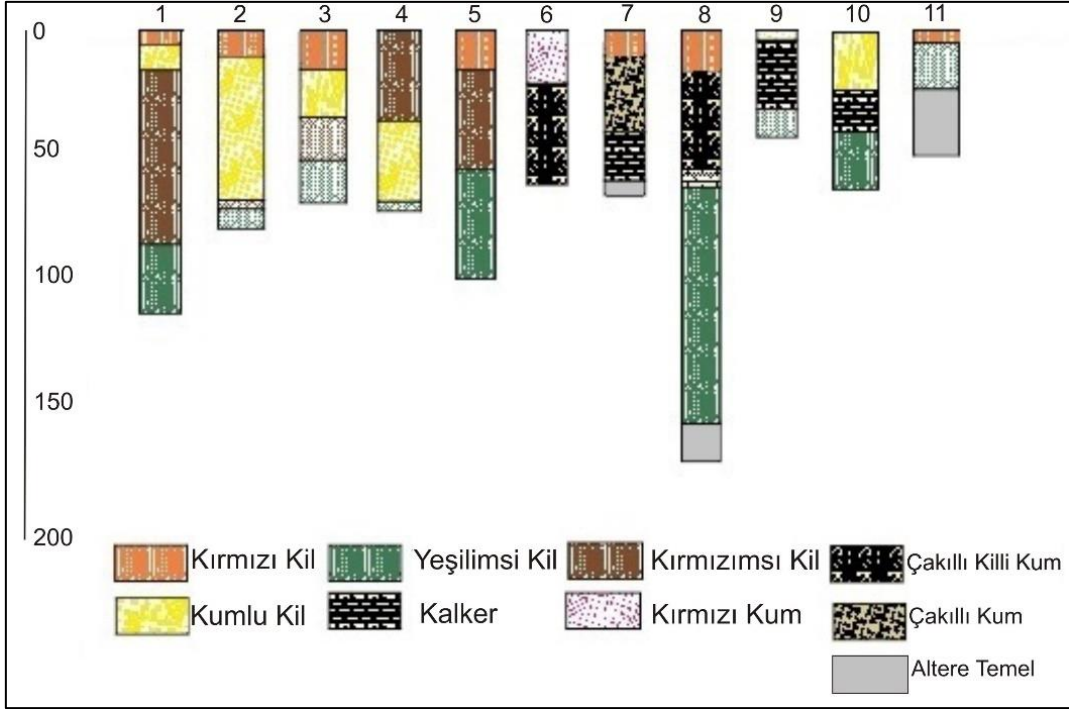 1 2 3 4 5 6 7 8 9 10 11
0
50
100
150
200
Kırmızı Kil Yeşilimsi Kil Kırmızımsı Kil Çakıllı Killi Kum
Kumlu Kil Kalker Kırmızı Kum Çakıllı Kum
Altere Temel